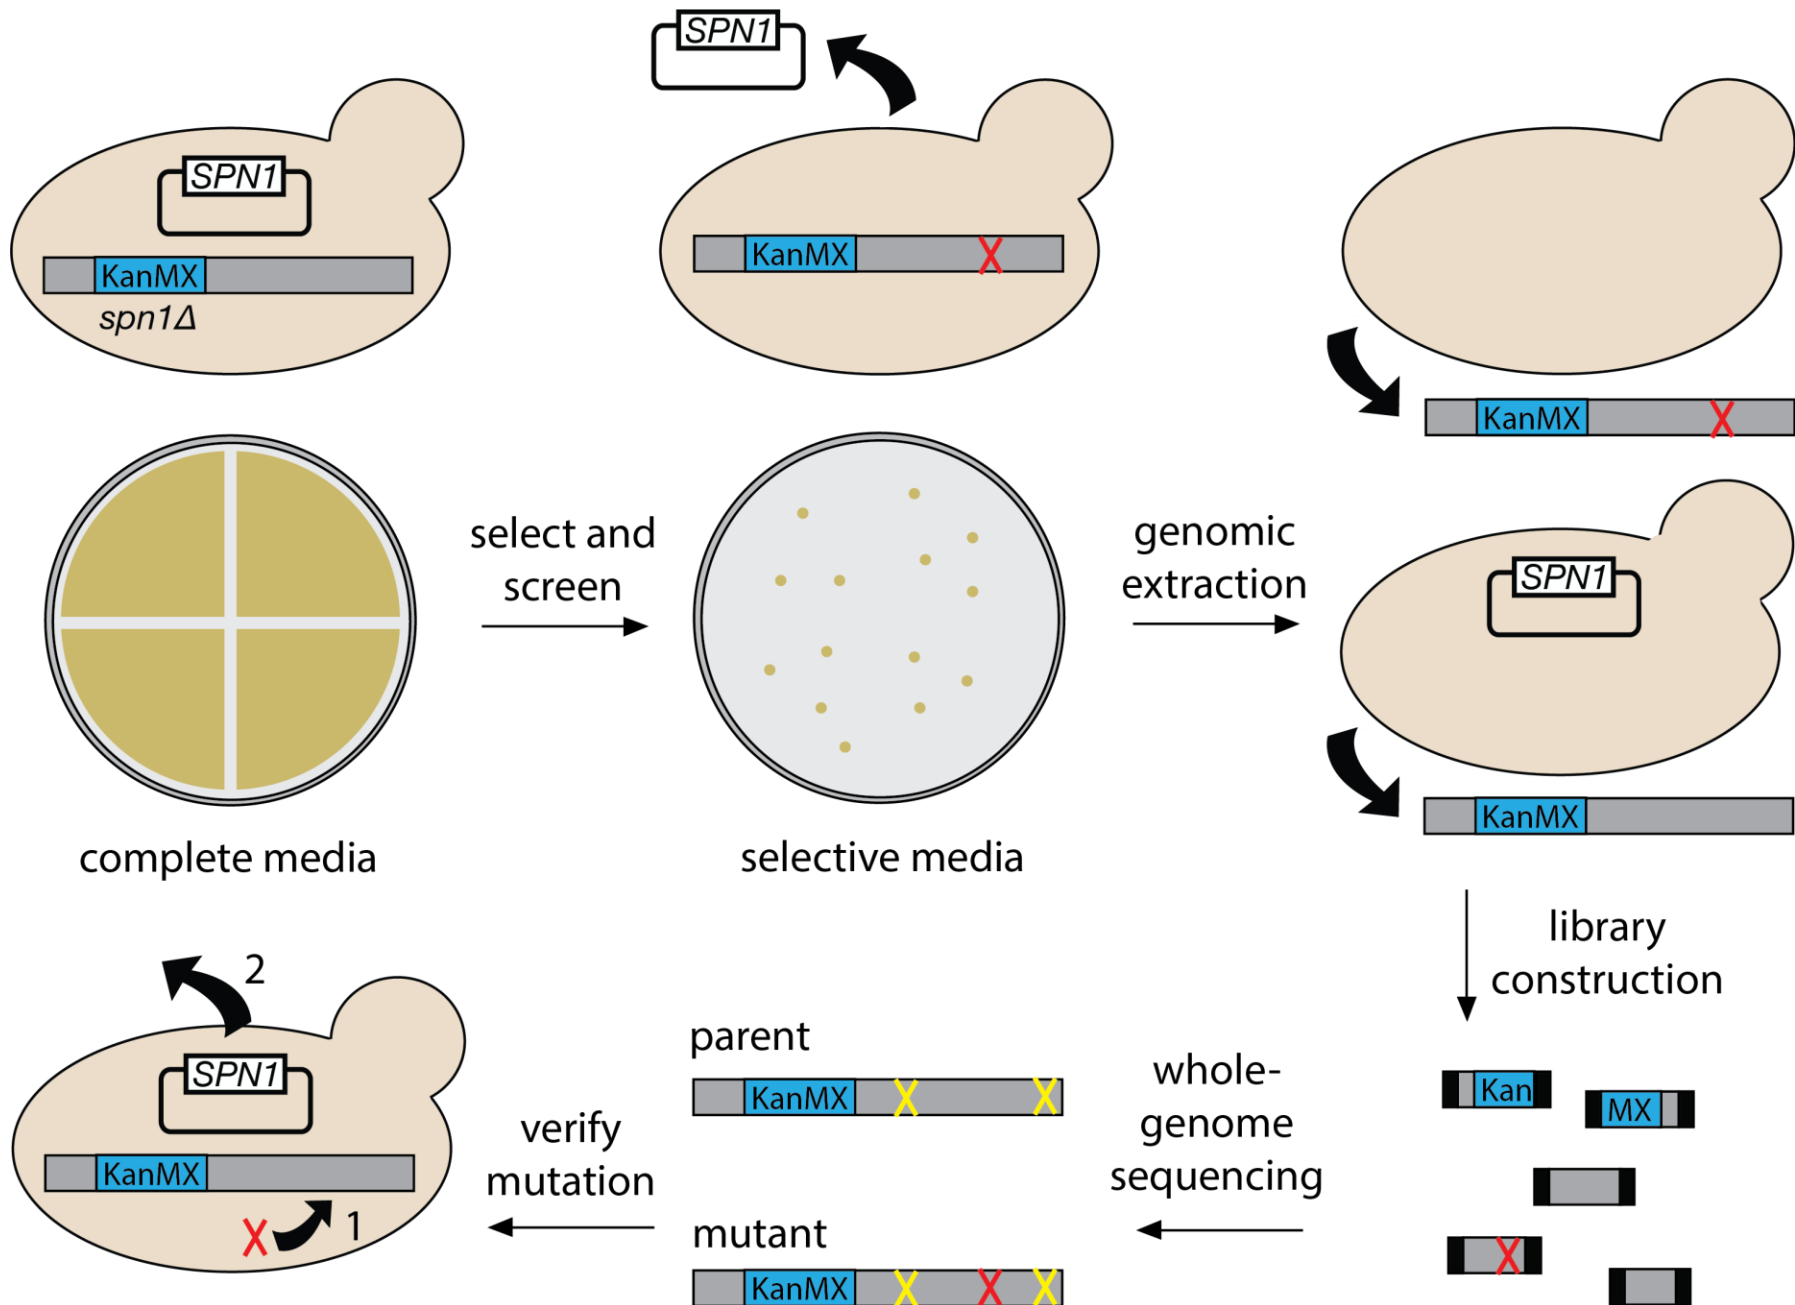 SPN1
SPN1
KanMX
spn1Δ
KanMX
KanMX
select and
screen
genomic
extraction
SPN1
KanMX
complete media
selective media
library
construction
2
SPN1
KanMX
1
verify
mutation
parent
KanMX
mutant
KanMX
whole-
genome
sequencing
Kan
MX